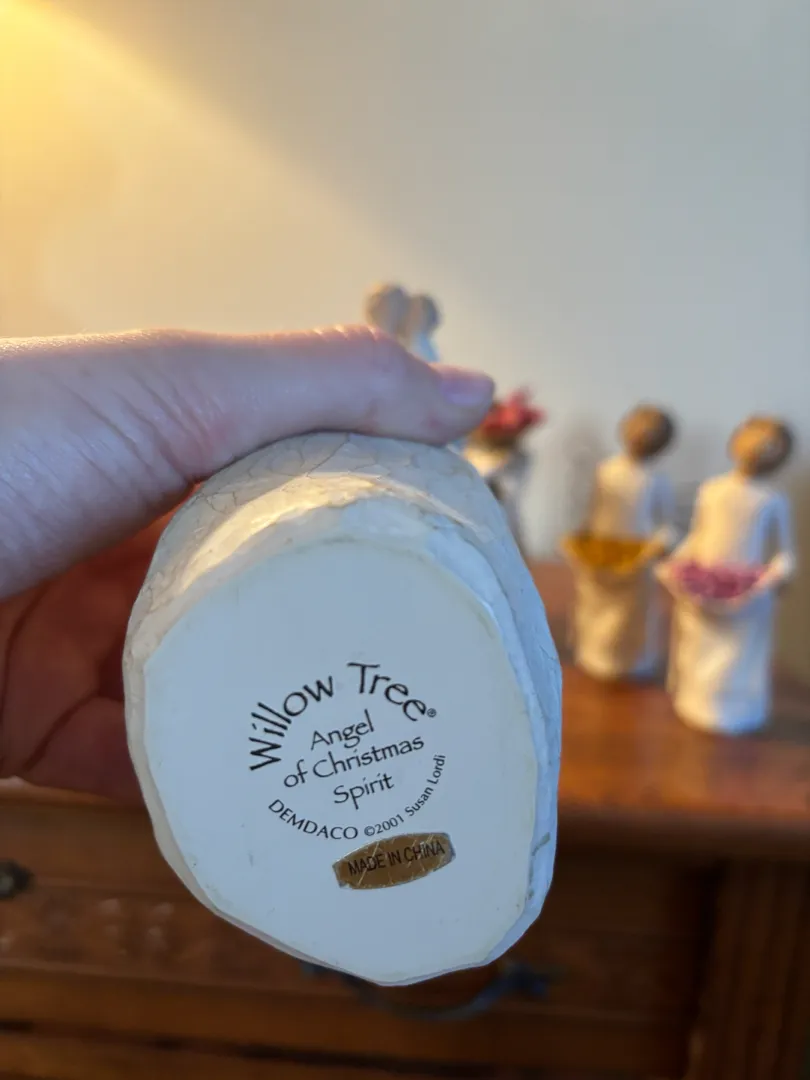 Willow Tree®
Angel
of Christmas
Spirit
DEMDACO ©2001 Susan Lordi
MADE IN CHINA